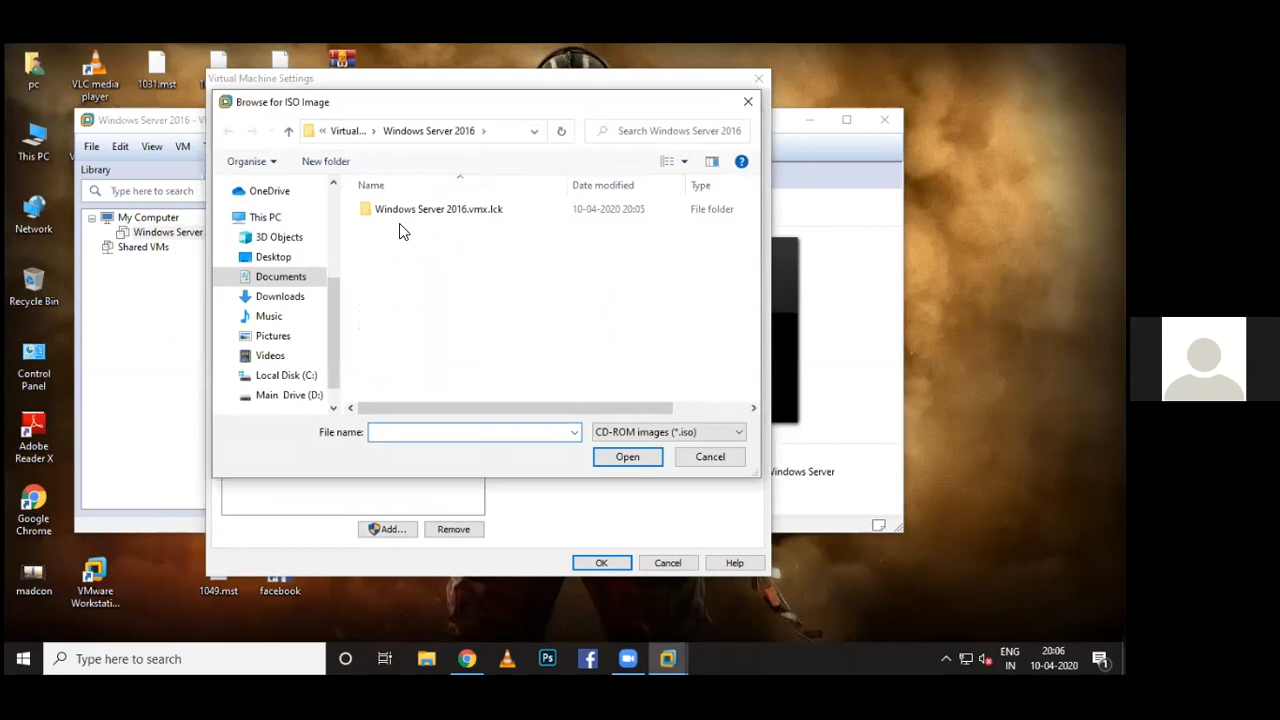 pc
VLC media
player
1031.mst
This PC
Network
Recycle Bin
Control
Panel
Adobe
Reader X
Google
Chrome
madcon
VMware
Workstati...
1049.mst
facebook
Windows Server 2016 - V
File Edit View VM
Library
Type here to search
My Computer
Windows Server
Shared VMs
Virtual Machine Settings
Browse for ISO Image
« Virtual... › Windows Server 2016 ›
Search Windows Server 2016
Organise New folder
OneDrive
This PC
3D Objects
Desktop
Documents
Downloads
Music
Pictures
Videos
Local Disk (C:)
Main Drive (D:)
Name Date modified Type
Windows Server 2016.vmx.lck 10-04-2020 20:05 File folder
File name: CD-ROM images (*.iso)
Open Cancel
Windows Server
Add... Remove
OK Cancel Help
Type here to search
Ps
ENG
IN
20:06
10-04-2020
1